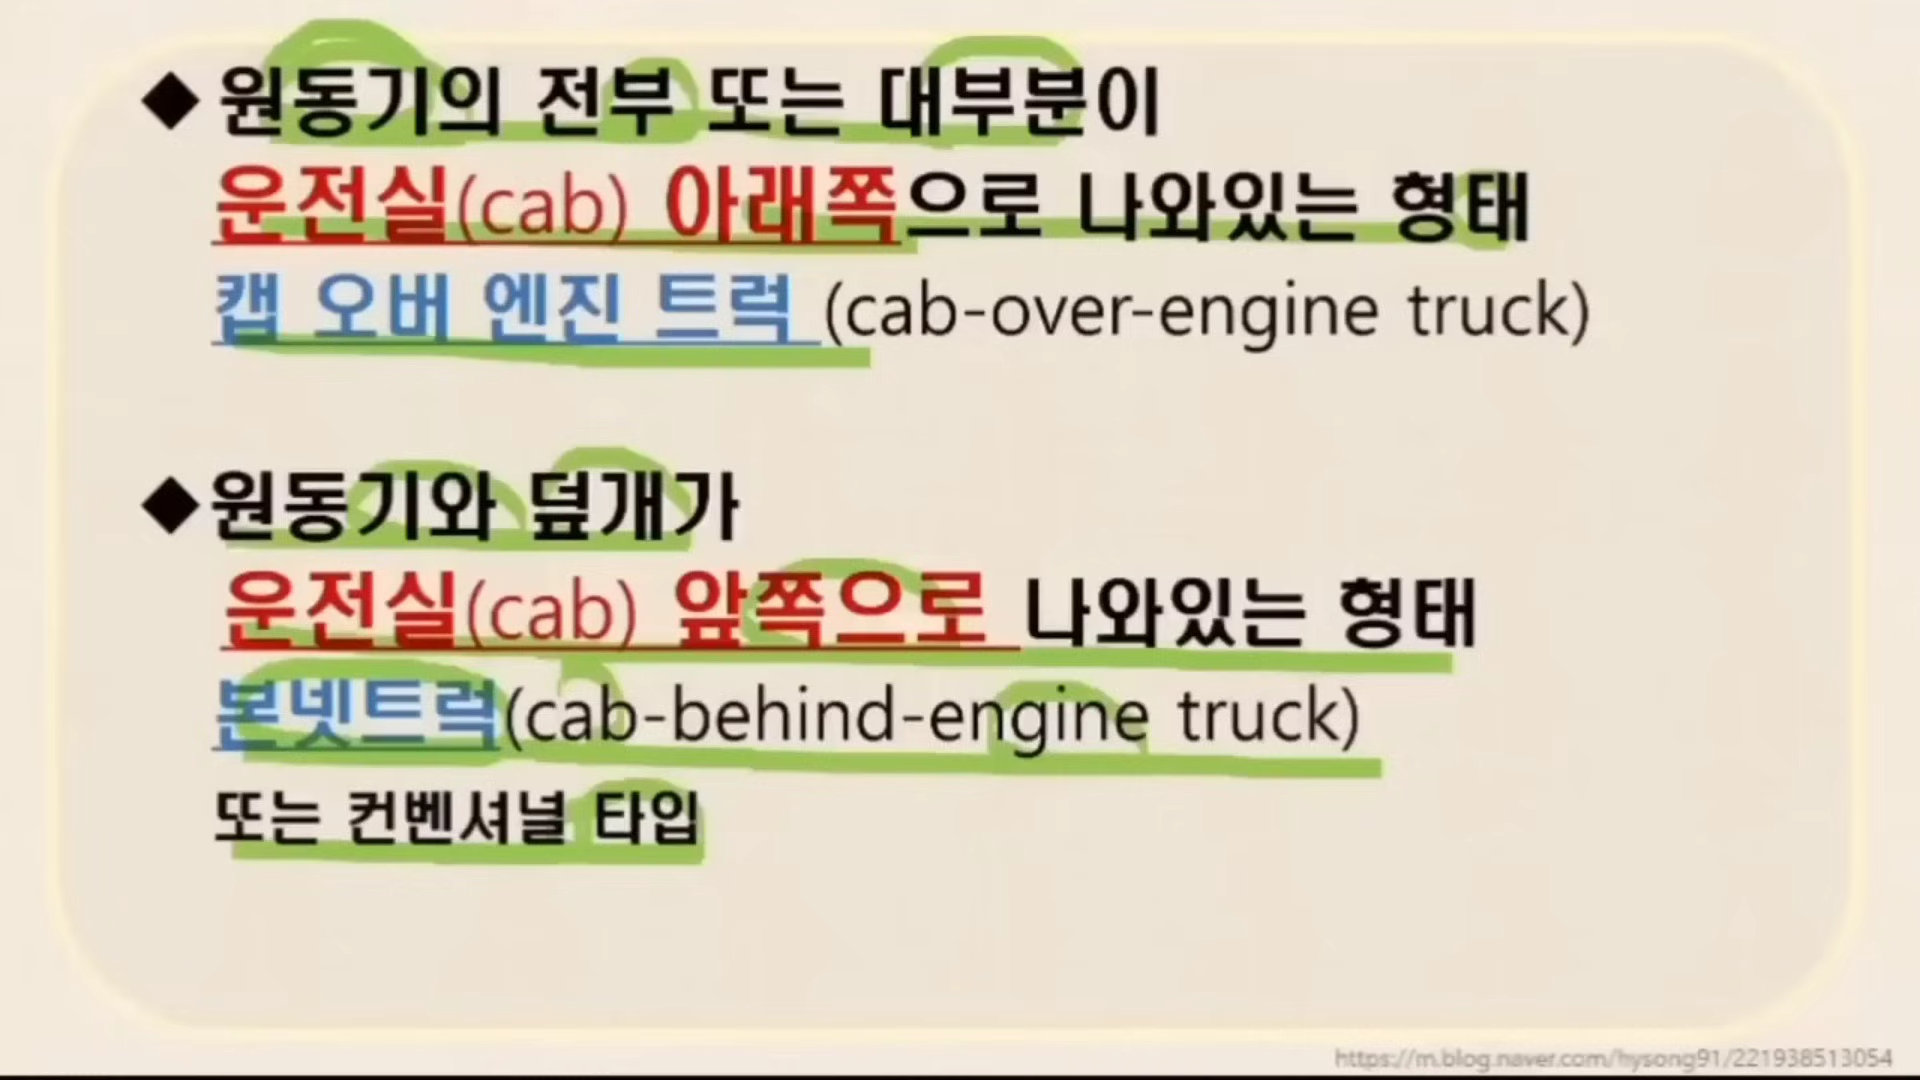 ◆ 원동기의 전부 또는 대부분이
운전실(cab) 아래쪽으로 나와있는 형태
캡 오버 엔진 트럭 (cab-over-engine truck)
◆원동기와 덮개가
운전실(cab) 앞쪽으로 나와있는 형태
본넷트럭(cab-behind-engine truck)
또는 컨벤셔널 타입
https://m.blog.naver.com/hysong91/221938513054